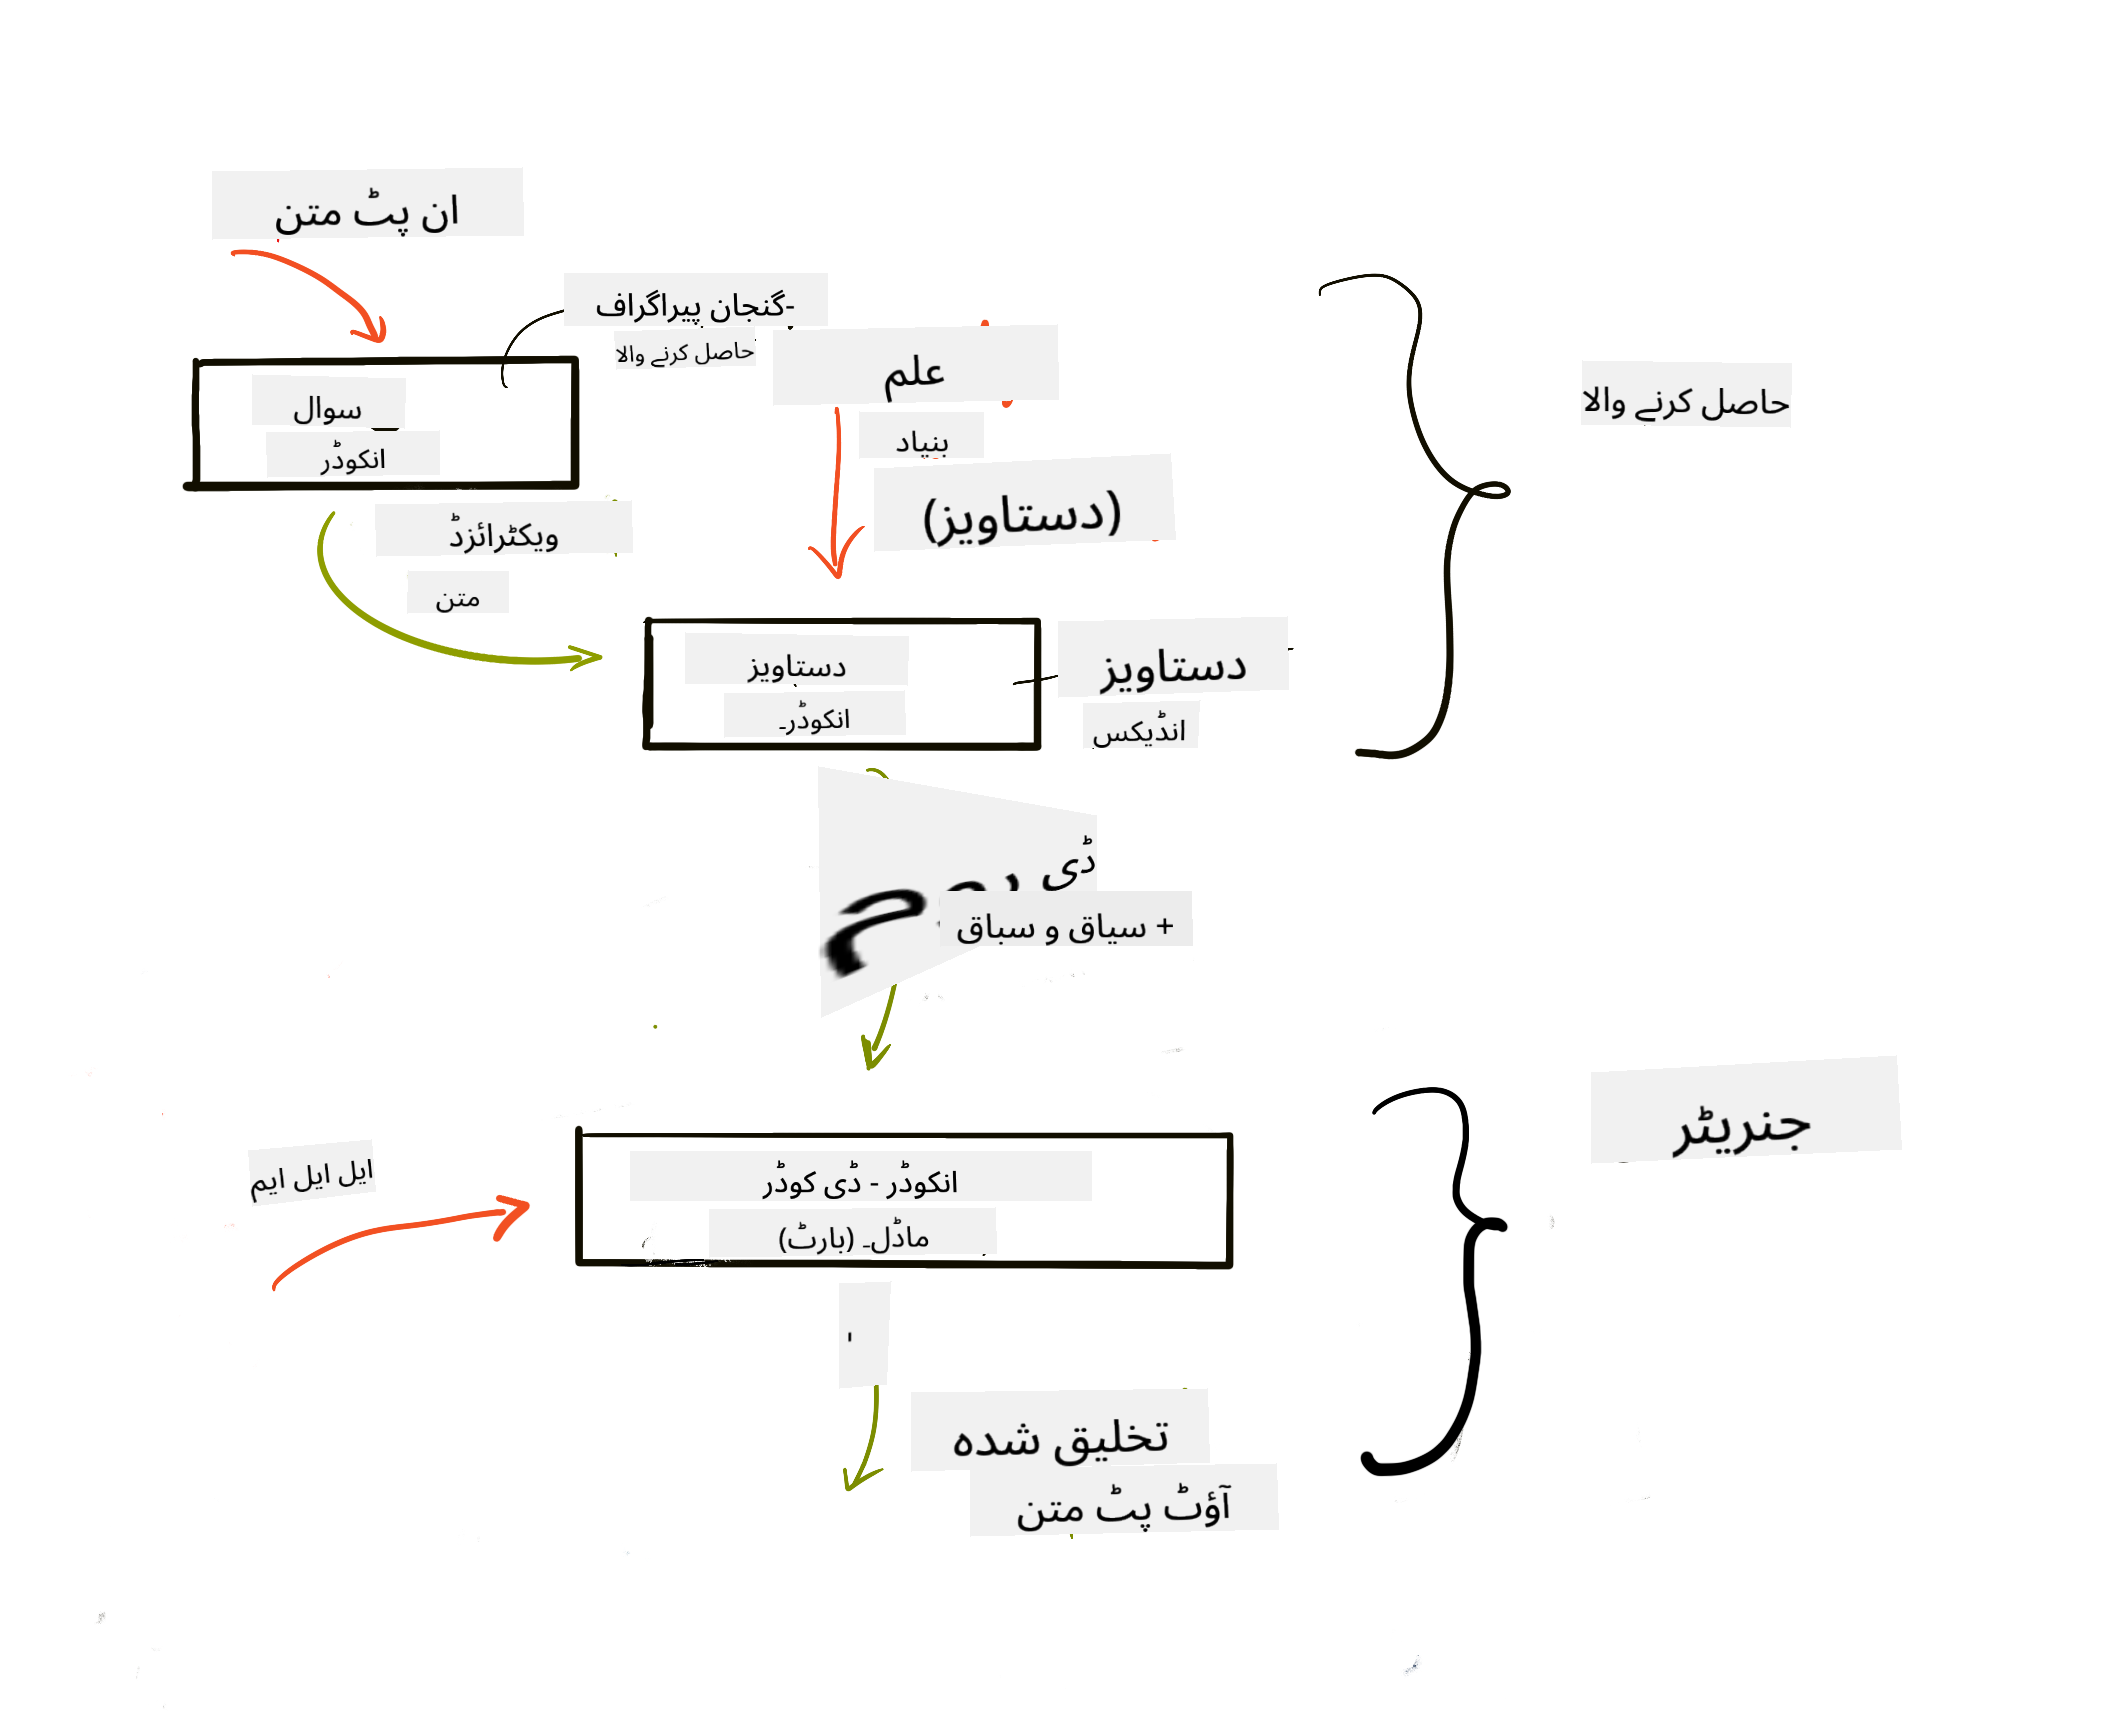 ان پٹ متن
گنجان پیراگراف-
حاصل کرنے والا
علم
بنیاد
(دستاویز)
حاصل کرنے والا
سوال
انکوڈر
ویکٹرائزڈ
متن
دستاویز
انکوڈر۔
دستاویز
انڈیکس
ڈی
+ سیاق و سباق
جنریٹر
ایل ایل ایم
انکوڈر - ڈی کوڈر
ماڈل۔ (بارٹ)
'
تخلیق شدہ
آؤٹ پٹ متن